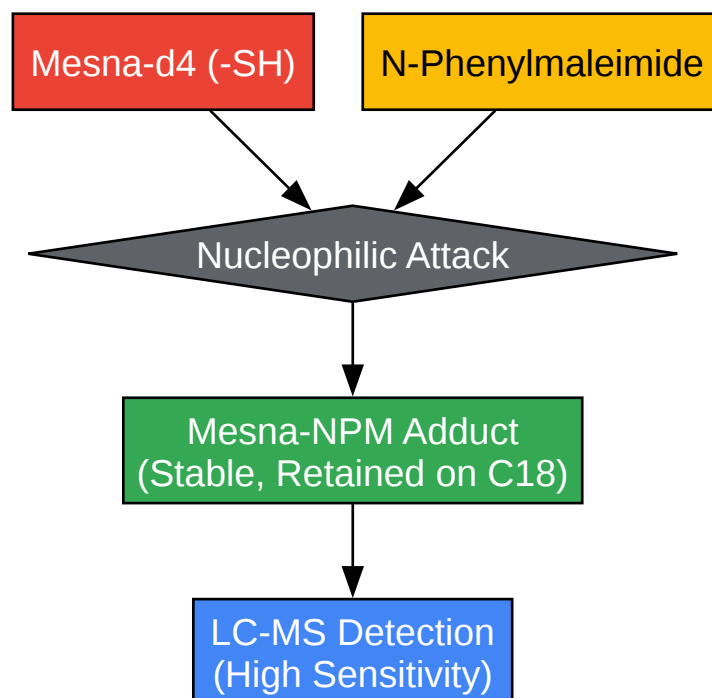 Mesna-d4 (-SH)
N-Phenylmaleimide
Nucleophilic Attack
Mesna-NPM Adduct
(Stable, Retained on C18)
LC-MS Detection
(High Sensitivity)